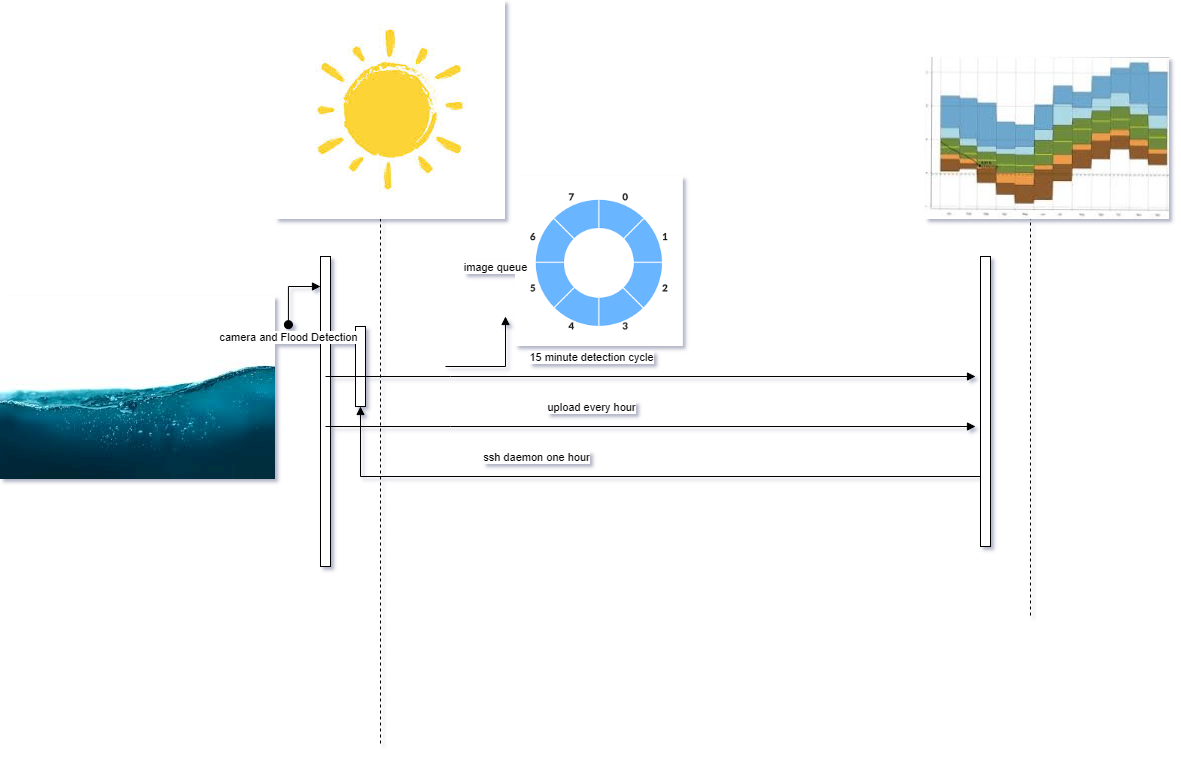 7 0
6 1
image queue
5 2
4 3
camera and Flood Detection
15 minute detection cycle
upload every hour
ssh daemon one hour